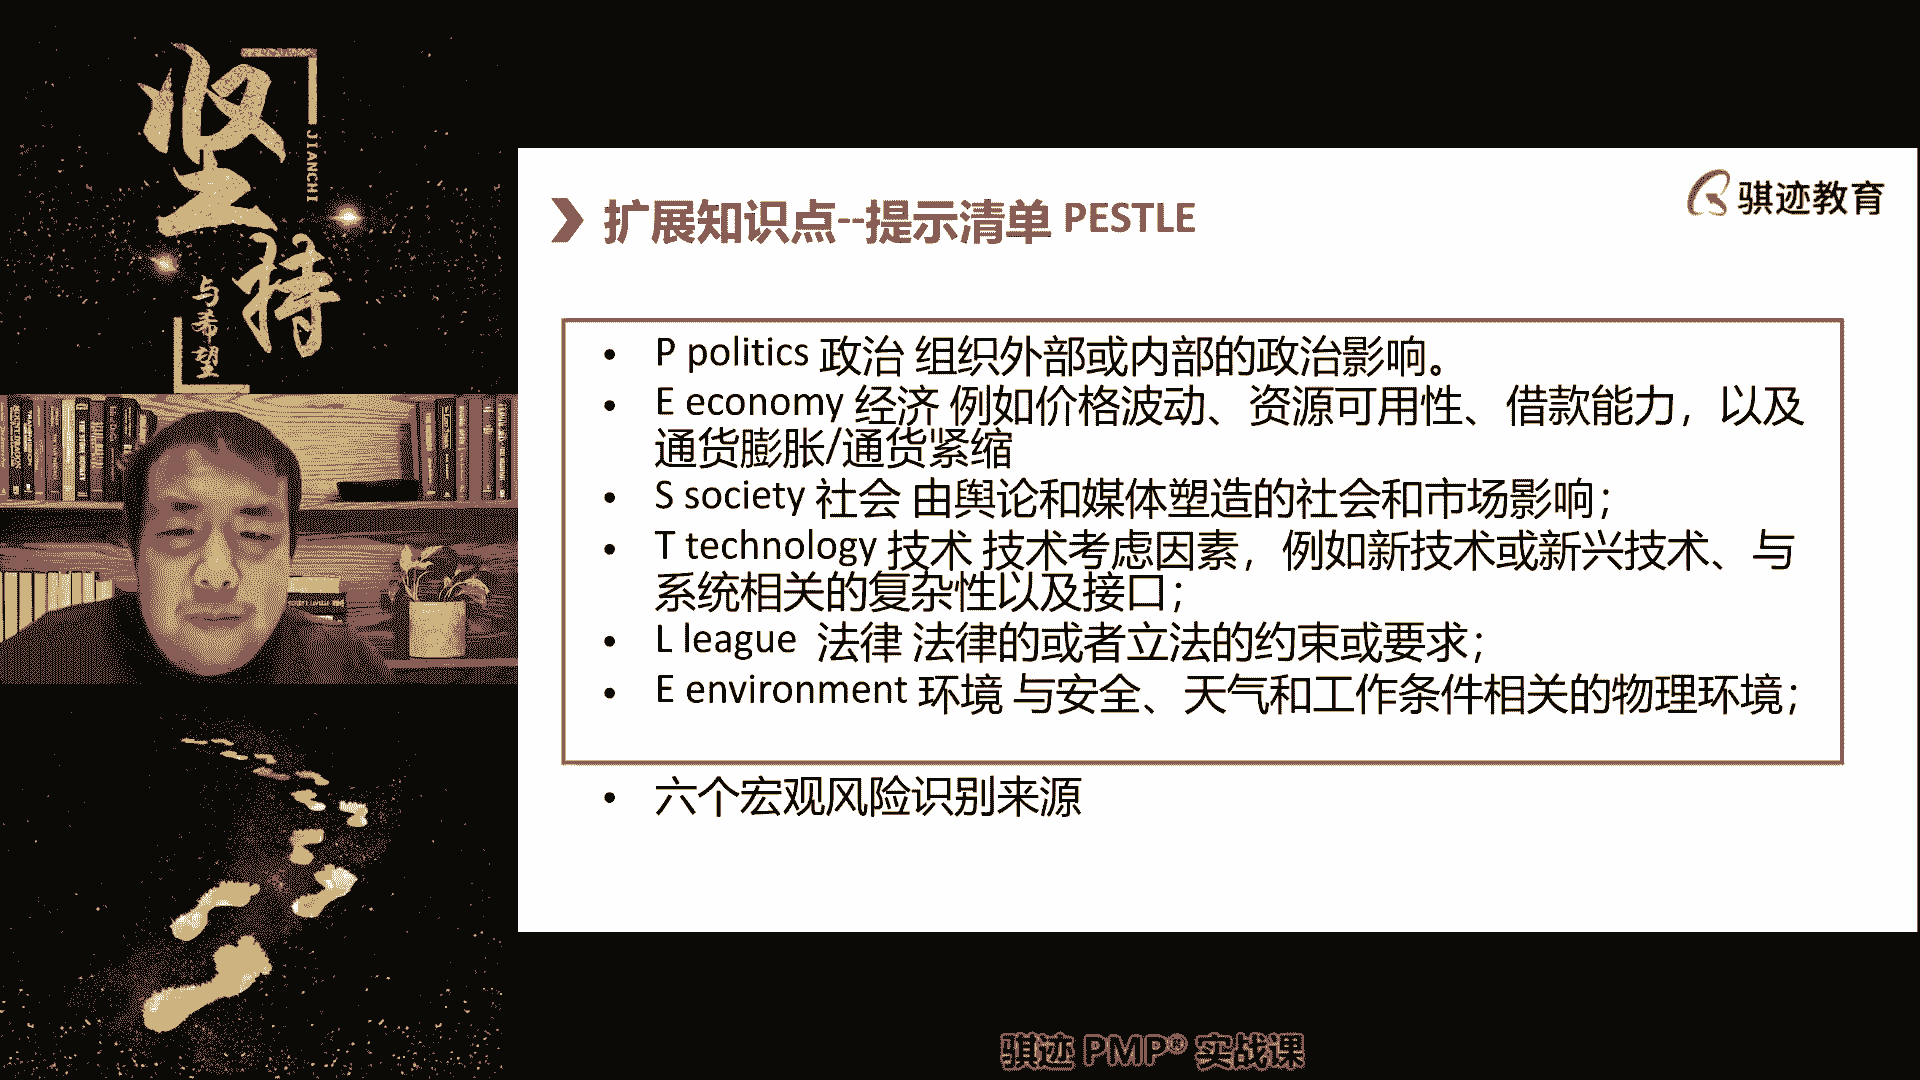 坚持
JIANCHI
与希望
骐迹教育
扩展知识点--提示清单 PESTLE
• P politics 政治 组织外部或内部的政治影响。
• E economy 经济 例如价格波动、资源可用性、借款能力，以及
通货膨胀/通货紧缩
• S society 社会 由舆论和媒体塑造的社会和市场影响；
• T technology 技术 技术考虑因素，例如新技术或新兴技术、与
系统相关的复杂性以及接口；
• L league 法律 法律的或者立法的约束或要求；
• E environment 环境 与安全、天气和工作条件相关的物理环境；
• 六个宏观风险识别来源
骐迹 PMP® 实战课